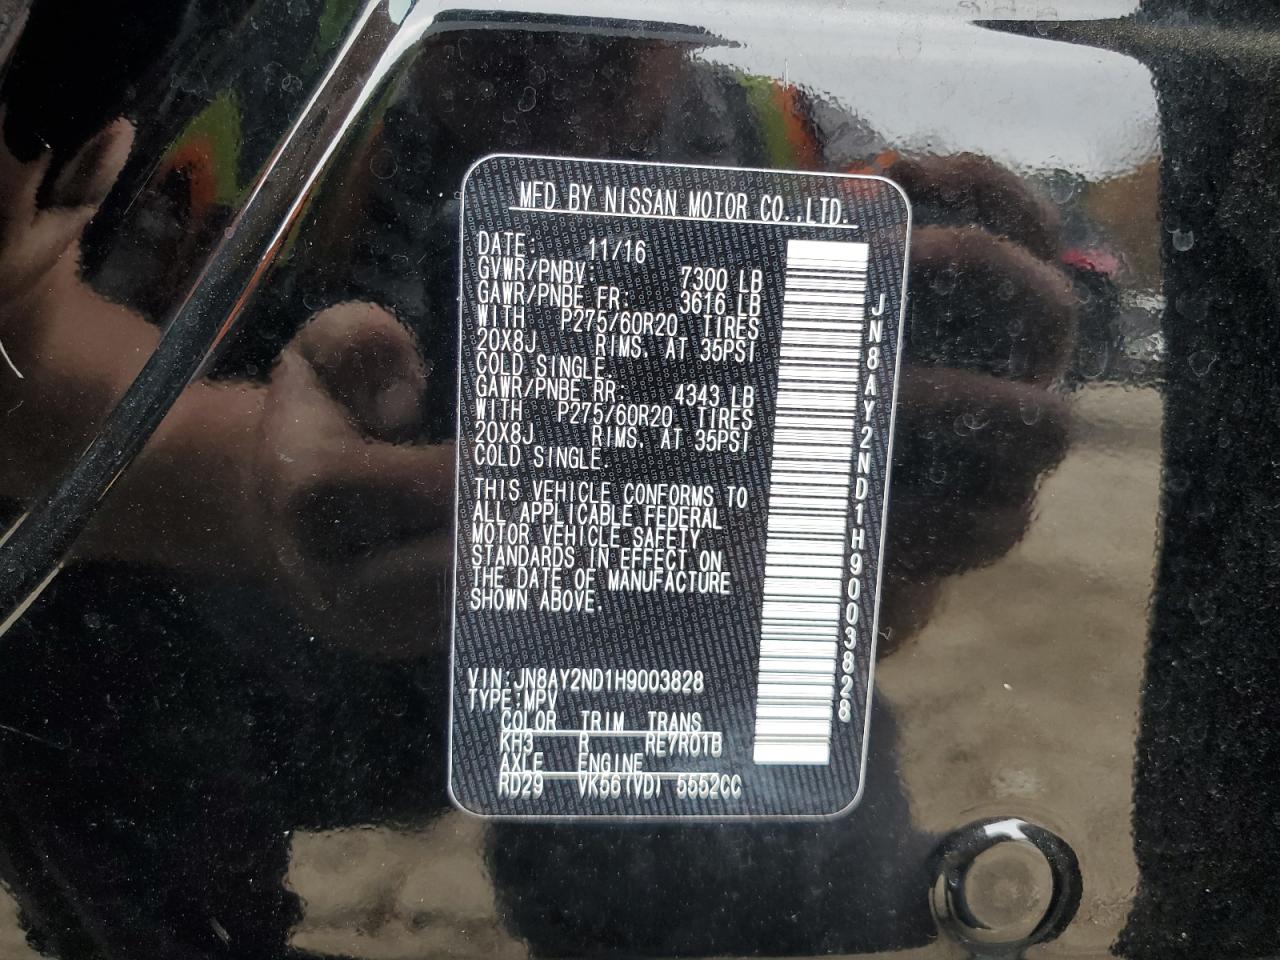 MFD BY NISSAN MOTOR CO.,LTD.
DATE: 11/16
GVWR/PNBV: 7300 LB
GAWR/PNBE FR: 3616 LB
WITH P275/60R20 TIRES
20X8J RIMS. AT 35PSI
COLD SINGLE.
GAWR/PNBE RR: 4343 LB
WITH P275/60R20 TIRES
20X8J RIMS. AT 35PSI
COLD SINGLE.
THIS VEHICLE CONFORMS TO
ALL APPLICABLE FEDERAL
MOTOR VEHICLE SAFETY
STANDARDS IN EFFECT ON
THE DATE OF MANUFACTURE
SHOWN ABOVE.
VIN:JN8AY2ND1H9003828
TYPE:MPV
COLOR TRIM TRANS
KH3 R RE7R01B
AXLE ENGINE
RD29 VK56(VD) 5552CC
JN8AY2ND1H9003828